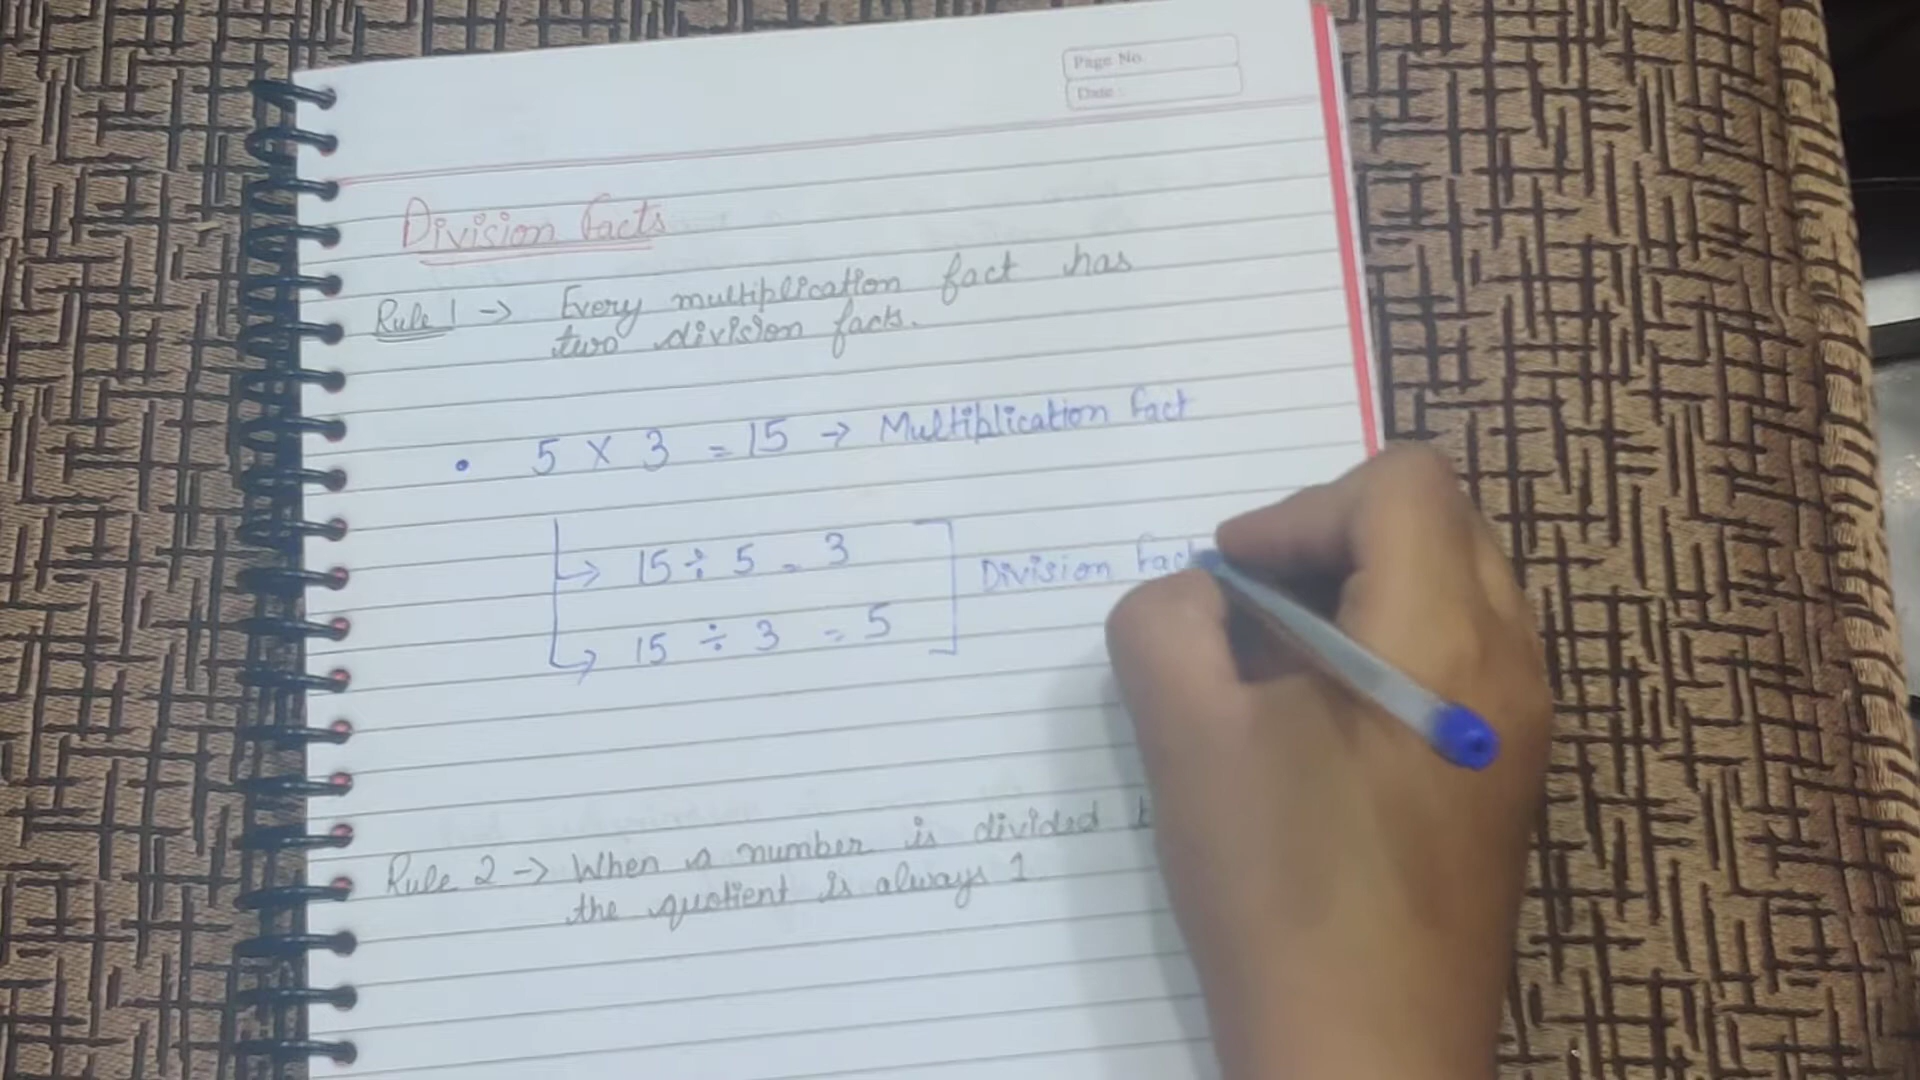 Page No.
Date :
Division Facts
Rule 1 → Every multiplication fact has
two division facts.
• 5 × 3 = 15 → Multiplication Fact
→ 15 ÷ 5 = 3
Division Fact
→ 15 ÷ 3 = 5
Rule 2 → When a number is divided
the quotient is always 1